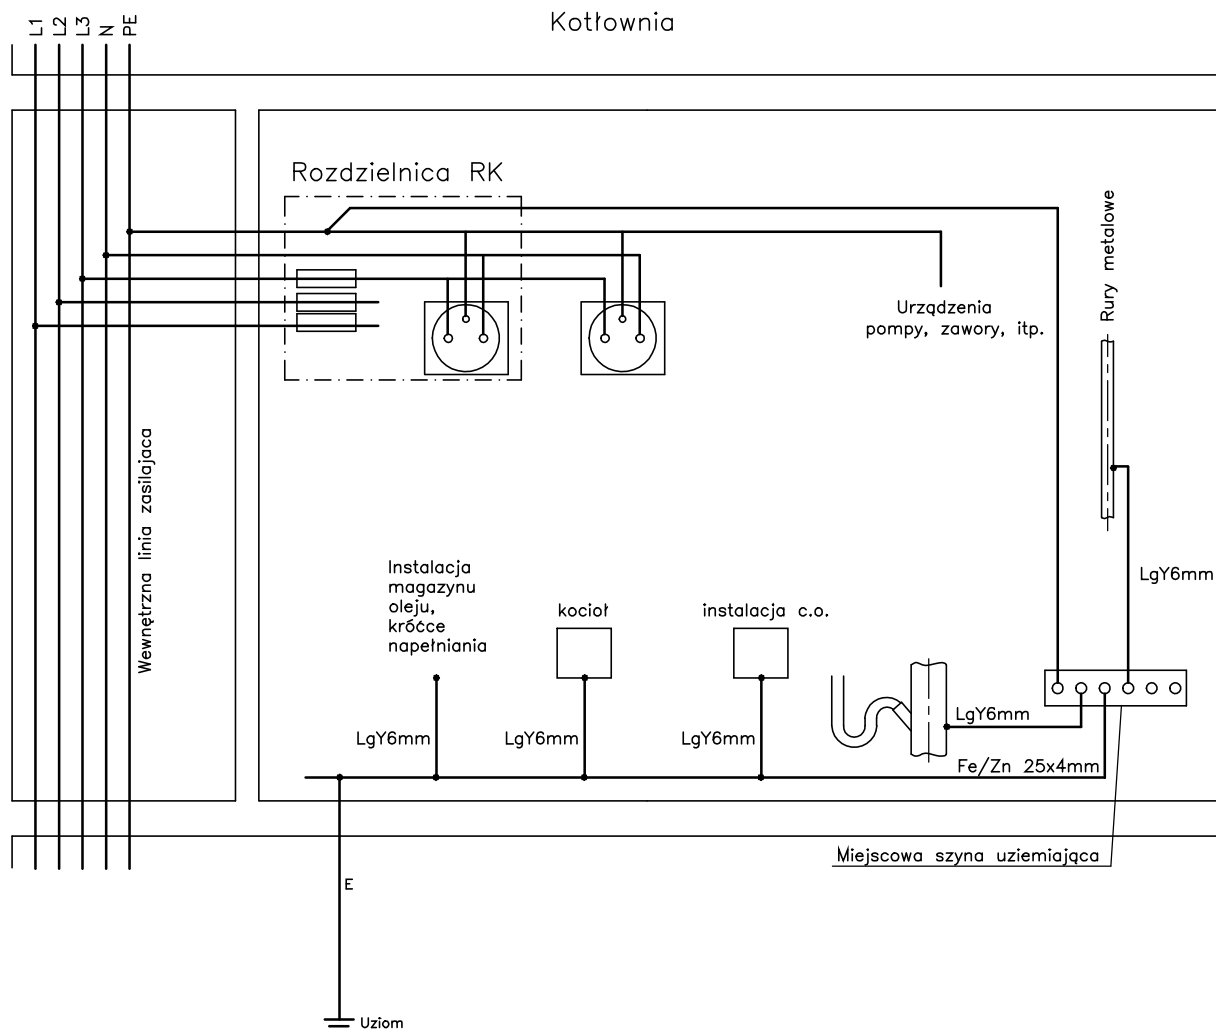 Kotłownia
L1
L2
L3
N
PE
Rozdzielnica RK
Rury metalowe
Urządzenia
pompy, zawory, itp.
Wewnętrzna linia zasilajaca
Instalacja
magazynu
oleju,
króćce
napełniania
kocioł
instalacja c.o.
LgY6mm
LgY6mm
LgY6mm
LgY6mm
LgY6mm
Fe/Zn 25x4mm
Miejscowa szyna uziemiająca
E
Uziom